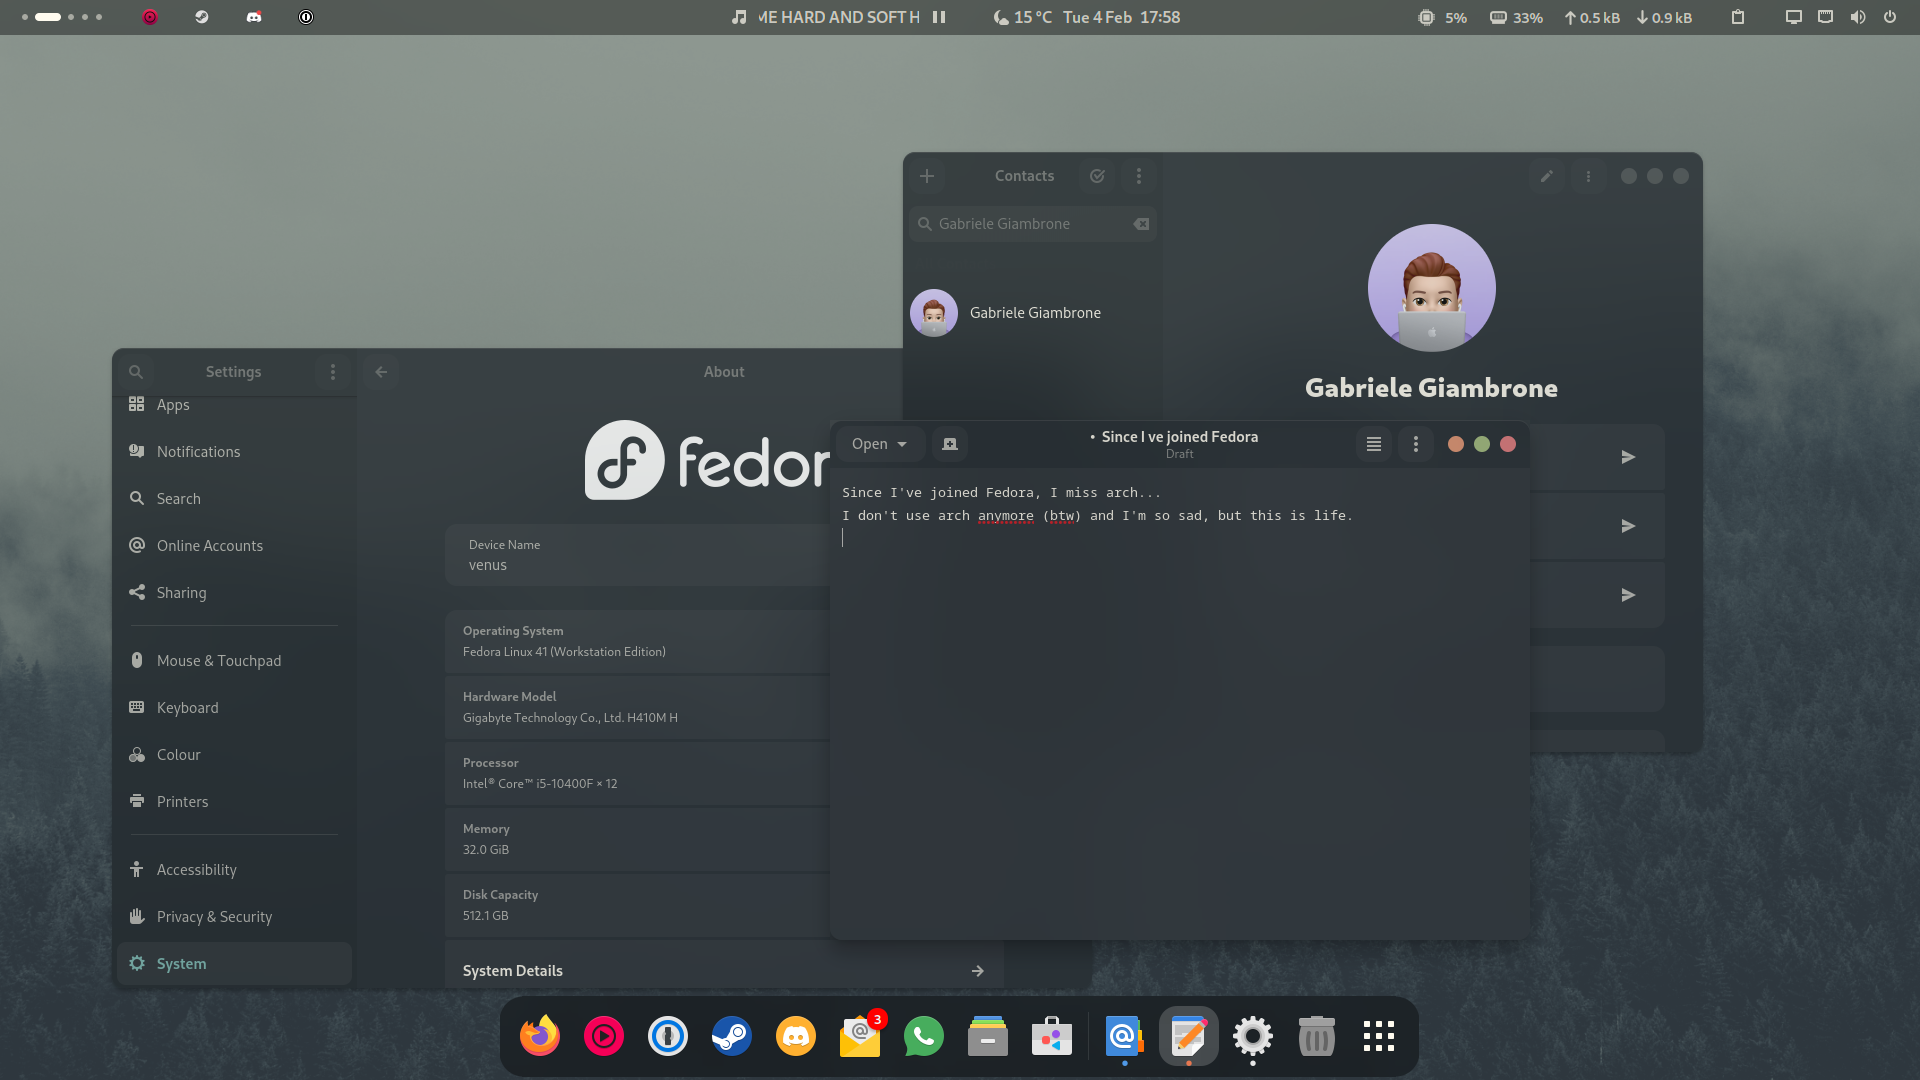 ME HARD AND SOFT H
15 °C Tue 4 Feb 17:58
5% 33% 0.5 kB 0.9 kB
Contacts
Gabriele Giambrone
Gabriele Giambrone
Gabriele Giambrone
Settings
Apps
Notifications
Search
Online Accounts
Sharing
Mouse & Touchpad
Keyboard
Colour
Printers
Accessibility
Privacy & Security
System
About
fedor
Device Name
venus
Operating System
Fedora Linux 41 (Workstation Edition)
Hardware Model
Gigabyte Technology Co., Ltd. H410M H
Processor
Intel® Core™ i5-10400F × 12
Memory
32.0 GiB
Disk Capacity
512.1 GB
System Details
Open
• Since I ve joined Fedora
Draft
Since I've joined Fedora, I miss arch...
I don't use arch anymore (btw) and I'm so sad, but this is life.
3